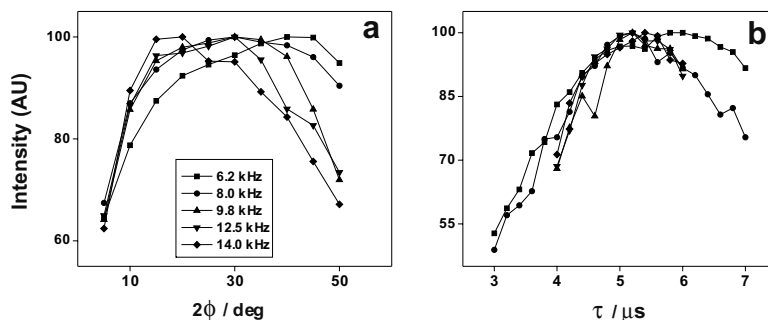 a
Intensity (AU)
100
80
60
6.2 kHz
8.0 kHz
9.8 kHz
12.5 kHz
14.0 kHz
10
30
50
2ϕ / deg
b
100
85
70
55
3
4
5
6
7
τ / μs